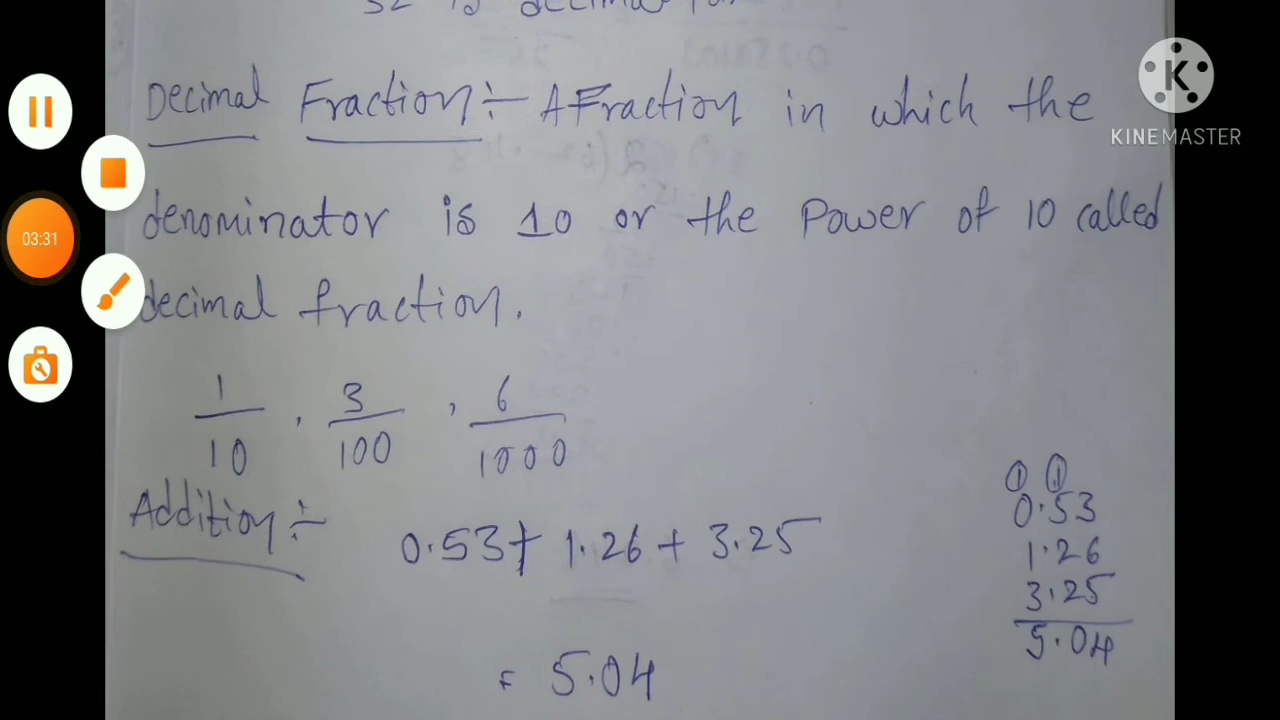 Decimal Fraction :- A Fraction in which the
denominator is 10 or the Power of 10 called
decimal fraction.
1/10 , 3/100 , 6/1000
Addition :-
0.53 + 1.26 + 3.25
= 5.04
1 1
0.53
1.26
3.25
5.04
KINEMASTER
03:31